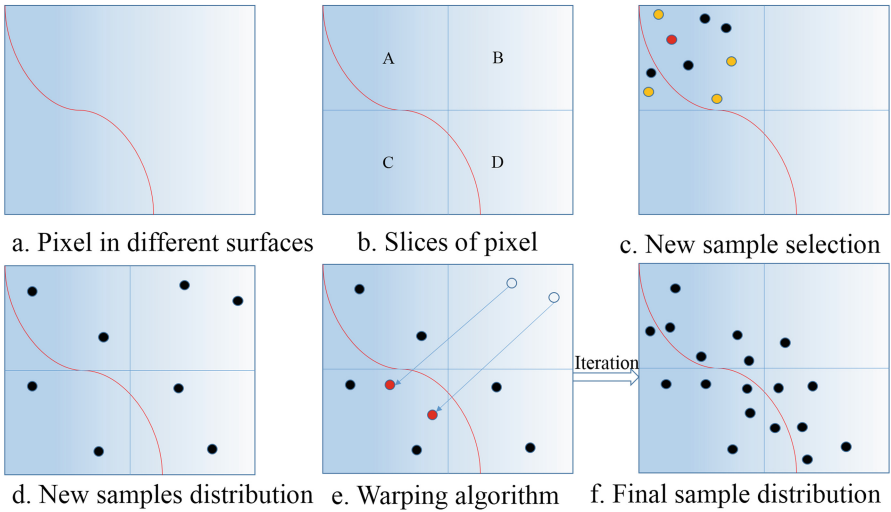 A
B
C
D
a. Pixel in different surfaces
b. Slices of pixel
c. New sample selection
Iteration
d. New samples distribution
e. Warping algorithm
f. Final sample distribution